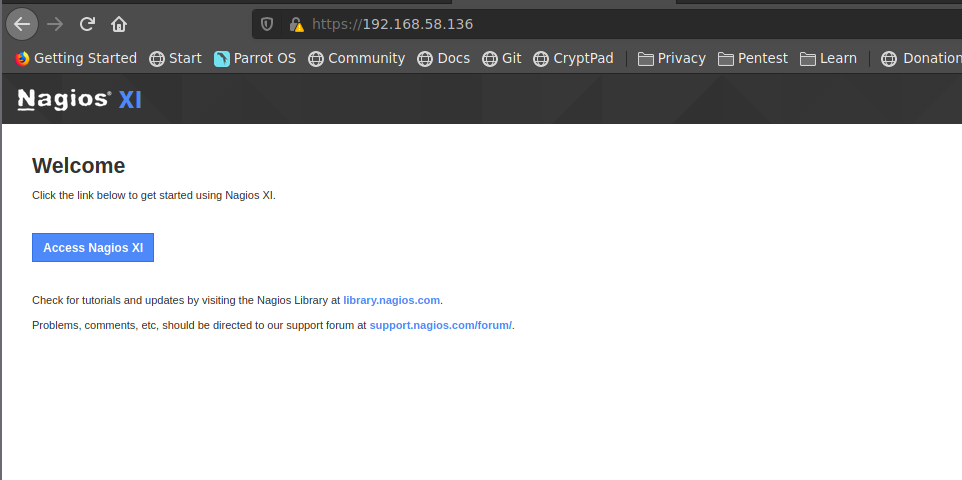 https://192.168.58.136
Getting Started Start Parrot OS Community Docs Git CryptPad Privacy Pentest Learn Donation
Nagios® XI
Welcome
Click the link below to get started using Nagios XI.
Access Nagios XI
Check for tutorials and updates by visiting the Nagios Library at library.nagios.com.
Problems, comments, etc, should be directed to our support forum at support.nagios.com/forum/.